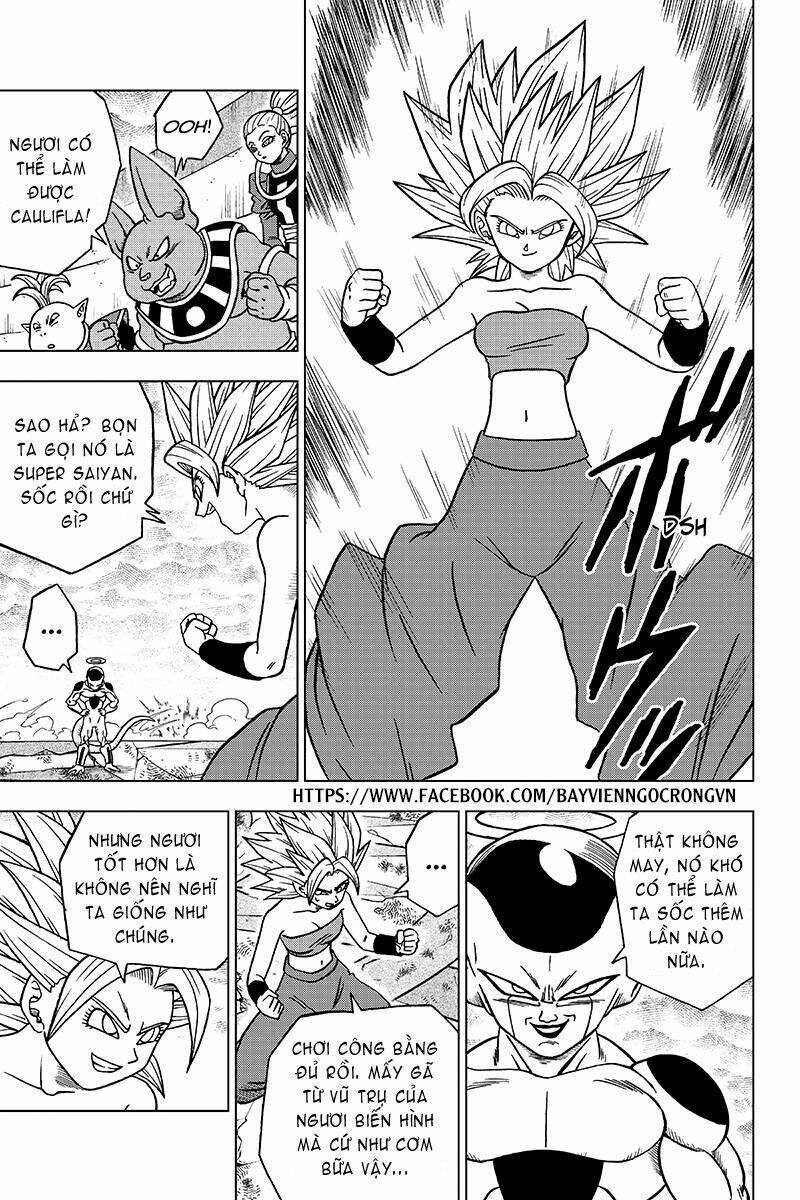 DSH
OOH!
NGƯƠI CÓ
THỂ LÀM
ĐƯỢC
CAULIFLA!
SAO HẢ? BỌN
TA GỌI NÓ LÀ
SUPER SAIYAN.
SỐC RỒI CHỨ
GÌ?
...
HTTPS://WWW.FACEBOOK.COM/BAYVIENNGOCRONGVN
THẬT KHÔNG
MAY, NÓ KHÓ
CÓ THỂ LÀM
TA SỐC THÊM
LẦN NÀO
NỮA.
...
CHƠI CÔNG BẰNG
ĐỦ RỒI. MẤY GÃ
TỪ VŨ TRỤ CỦA
NGƯƠI BIẾN HÌNH
MÀ CỨ NHƯ CƠM
BỮA VẬY...
NHƯNG NGƯƠI
TỐT HƠN LÀ
KHÔNG NÊN NGHĨ
TA GIỐNG NHƯ
CHÚNG.